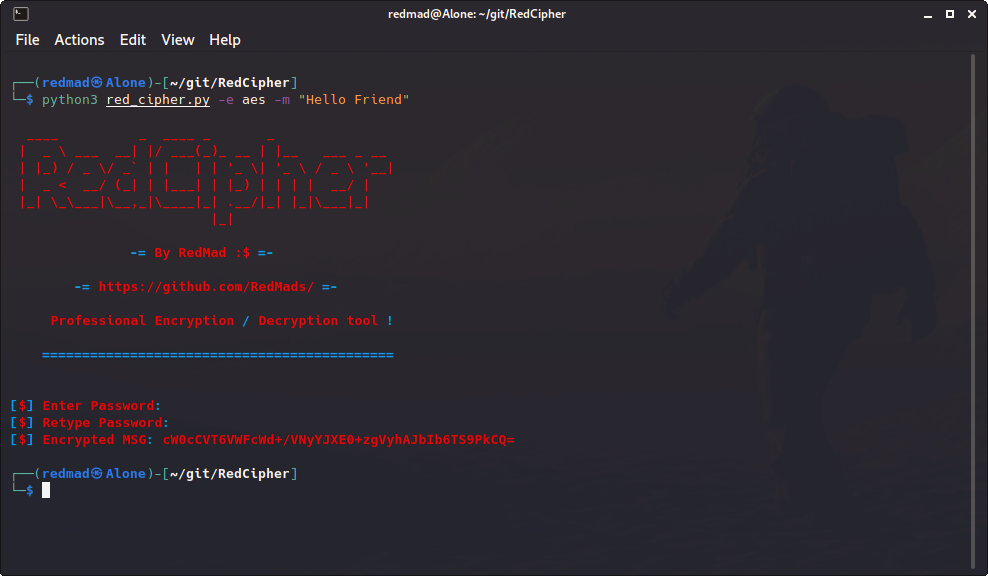 redmad@Alone: ~/git/RedCipher
File Actions Edit View Help
┌──(redmad㉿Alone)-[~/git/RedCipher]
└─$ python3 red_cipher.py -e aes -m "Hello Friend"
RedCipher
-= By RedMad :$ =-
-= https://github.com/RedMads/ =-
Professional Encryption / Decryption tool !
============================================
[$] Enter Password:
[$] Retype Password:
[$] Encrypted MSG: cW0cCVT6VWFcWd+/VNyYJXE0+zgVyhAJbIb6TS9PkCQ=
┌──(redmad㉿Alone)-[~/git/RedCipher]
└─$